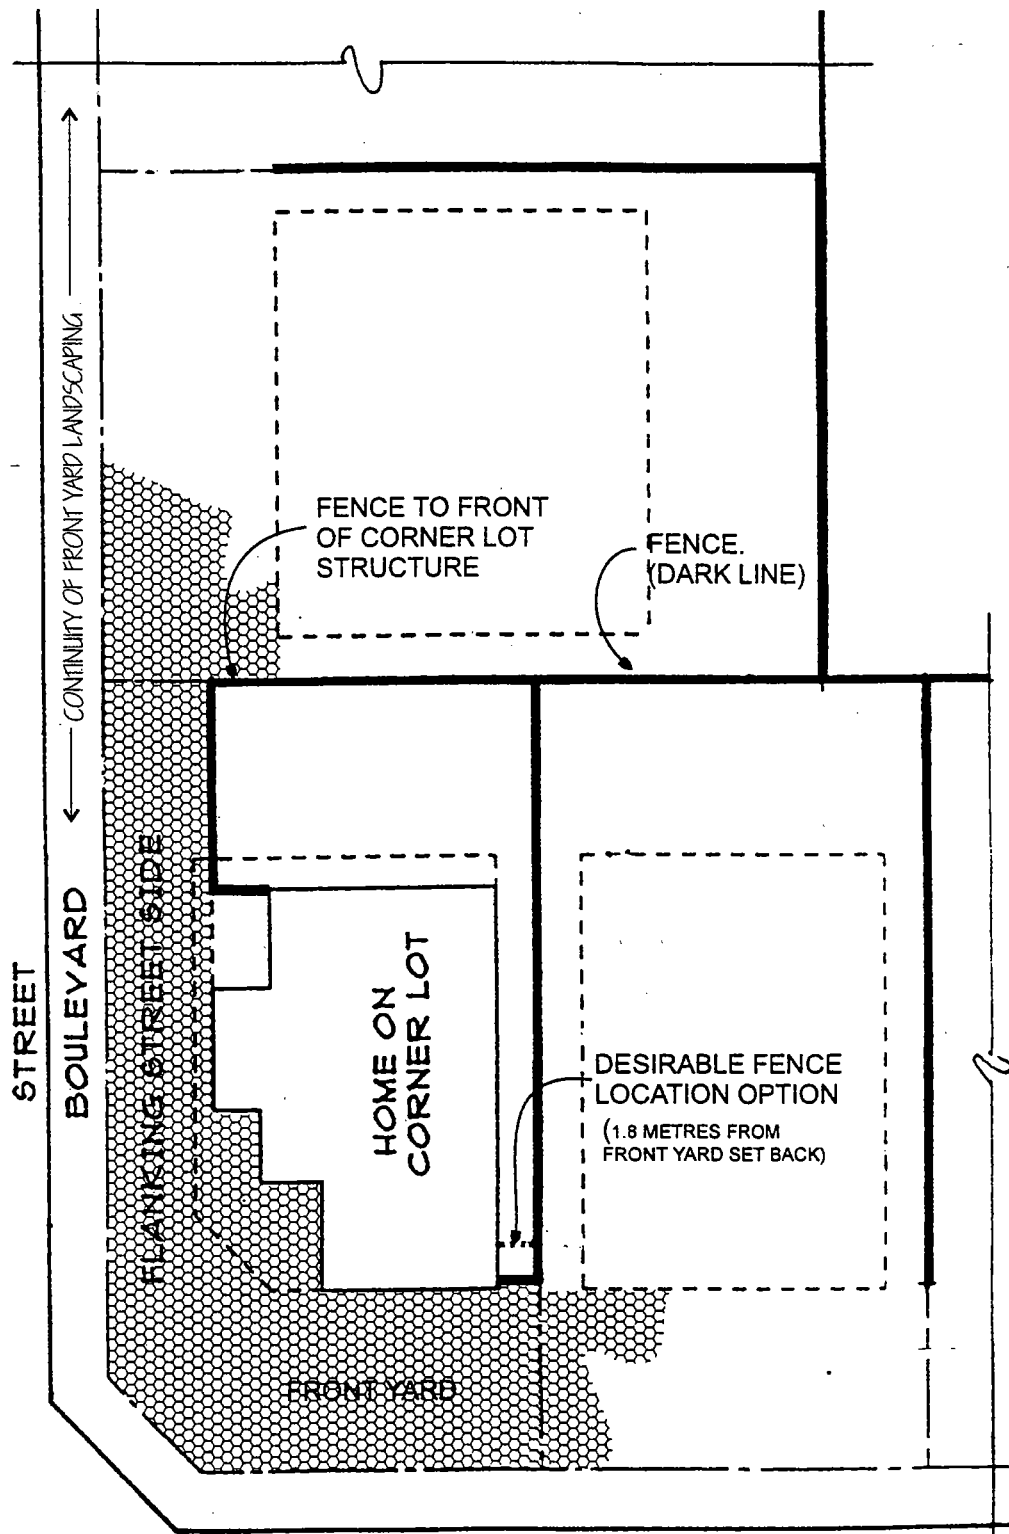 CONTINUITY OF FRONT YARD LANDSCAPING
FENCE TO FRONT
OF CORNER LOT
STRUCTURE
FENCE.
(DARK LINE)
STREET
BOULEVARD
FLANKING STREET SIDE
HOME ON
CORNER LOT
DESIRABLE FENCE
LOCATION OPTION
(1.8 METRES FROM
FRONT YARD SET BACK)
FRONT YARD